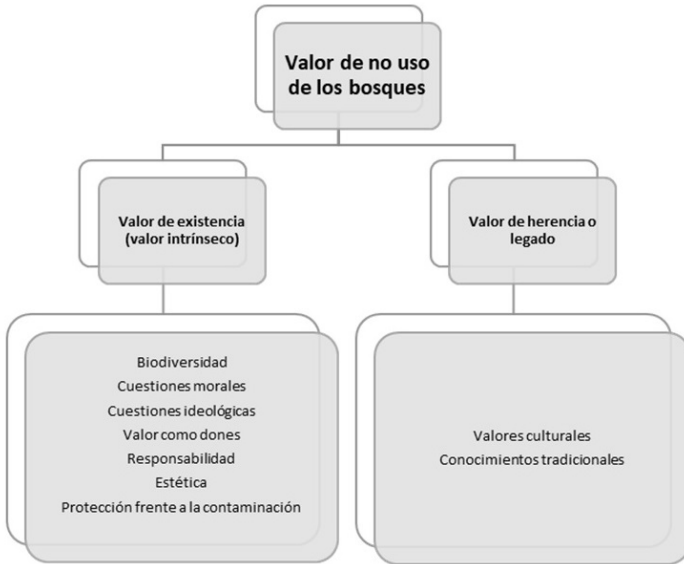 Valor de no uso
de los bosques
Valor de existencia
(valor intrínseco)
Valor de herencia o
legado
Biodiversidad
Cuestiones morales
Cuestiones ideológicas
Valor como dones
Responsabilidad
Estética
Protección frente a la contaminación
Valores culturales
Conocimientos tradicionales